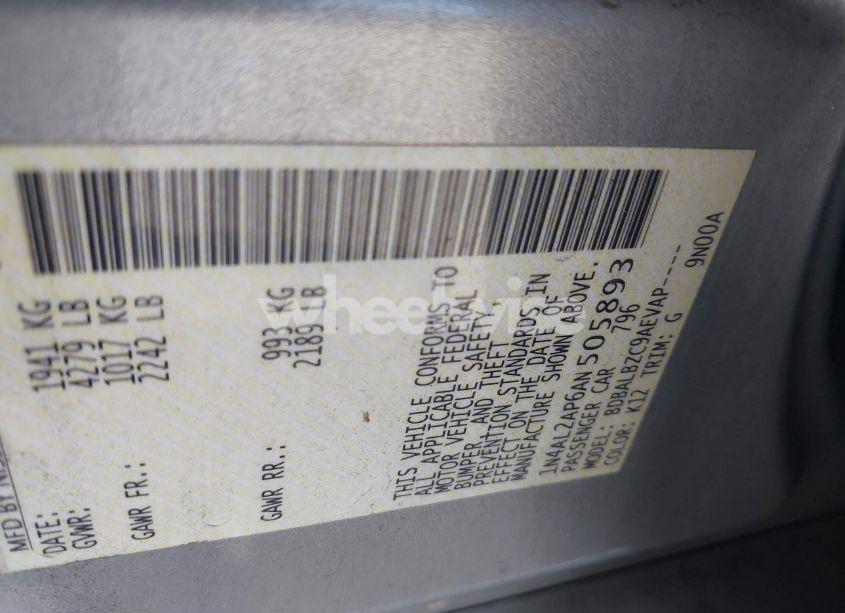 MFD BY
DATE:
GVWR: 1941 KG
4279 LB
GAWR FR.: 1017 KG
2242 LB
GAWR RR.: 993 KG
2189 LB
THIS VEHICLE CONFORMS TO
ALL APPLICABLE FEDERAL
MOTOR VEHICLE SAFETY,
BUMPER, AND THEFT
PREVENTION STANDARDS IN
EFFECT ON THE DATE OF
MANUFACTURE SHOWN ABOVE.
1N4AL2AP6AN505893
PASSENGER CAR 796
MODEL: BDBALBZC9AEVAP-----
COLOR: K12 TRIM: G
9N00A